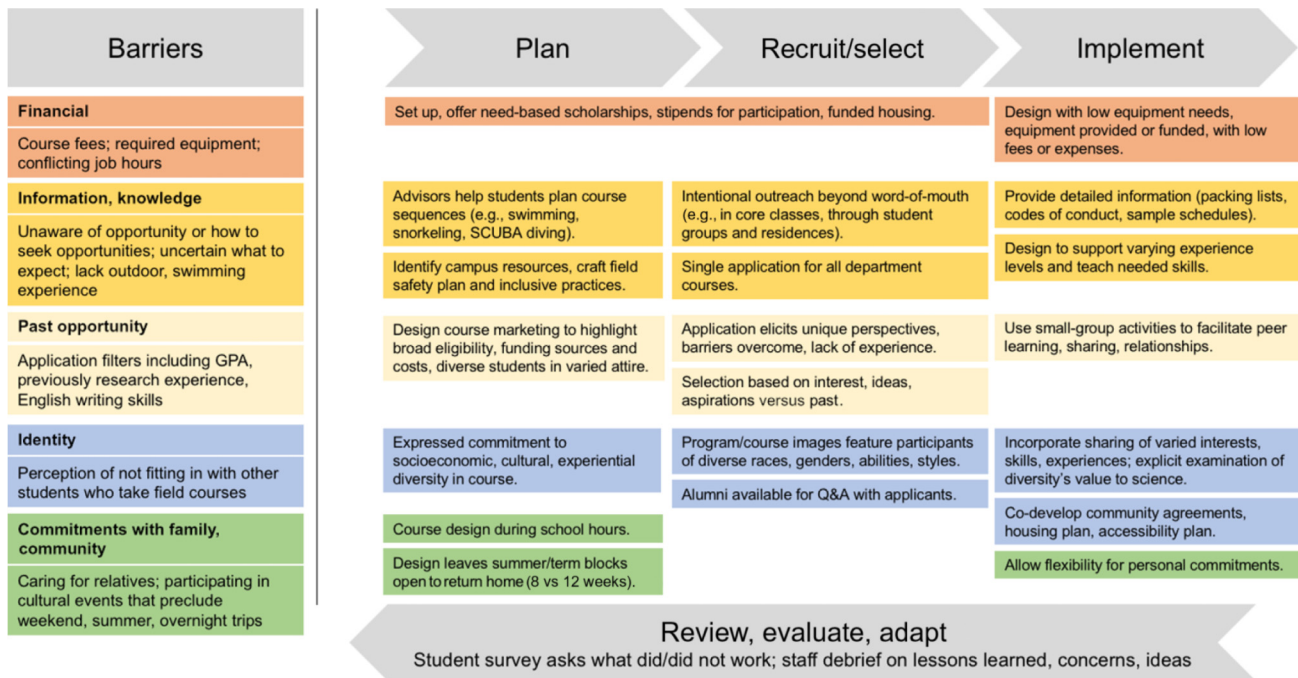 Barriers
Plan
Recruit/select
Implement
Financial
Course fees; required equipment;
conflicting job hours
Set up, offer need-based scholarships, stipends for participation, funded housing.
Design with low equipment needs,
equipment provided or funded, with low
fees or expenses.
Information, knowledge
Unaware of opportunity or how to
seek opportunities; uncertain what to
expect; lack outdoor, swimming
experience
Advisors help students plan course
sequences (e.g., swimming,
snorkeling, SCUBA diving).
Identify campus resources, craft field
safety plan and inclusive practices.
Intentional outreach beyond word-of-mouth
(e.g., in core classes, through student
groups and residences).
Single application for all department
courses.
Provide detailed information (packing lists,
codes of conduct, sample schedules).
Design to support varying experience
levels and teach needed skills.
Past opportunity
Application filters including GPA,
previously research experience,
English writing skills
Design course marketing to highlight
broad eligibility, funding sources and
costs, diverse students in varied attire.
Application elicits unique perspectives,
barriers overcome, lack of experience.
Selection based on interest, ideas,
aspirations versus past.
Use small-group activities to facilitate peer
learning, sharing, relationships.
Identity
Perception of not fitting in with other
students who take field courses
Expressed commitment to
socioeconomic, cultural, experiential
diversity in course.
Program/course images feature participants
of diverse races, genders, abilities, styles.
Alumni available for Q&A with applicants.
Incorporate sharing of varied interests,
skills, experiences; explicit examination of
diversity's value to science.
Co-develop community agreements,
housing plan, accessibility plan.
Commitments with family,
community
Caring for relatives; participating in
cultural events that preclude
weekend, summer, overnight trips
Course design during school hours.
Design leaves summer/term blocks
open to return home (8 vs 12 weeks).
Allow flexibility for personal commitments.
Review, evaluate, adapt
Student survey asks what did/did not work; staff debrief on lessons learned, concerns, ideas